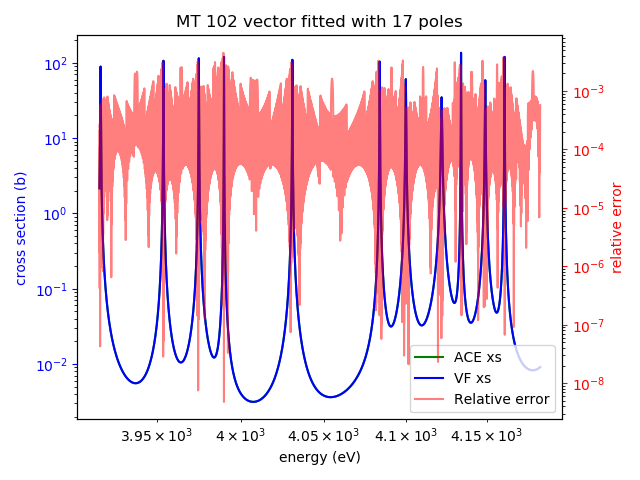 MT 102 vector fitted with 17 poles
10²
10¹
10⁰
10⁻¹
10⁻²
cross section (b)
10⁻³
10⁻⁴
10⁻⁵
10⁻⁶
10⁻⁷
10⁻⁸
relative error
ACE xs
VF xs
Relative error
3.95 × 10³ 4 × 10³ 4.05 × 10³ 4.1 × 10³ 4.15 × 10³
energy (eV)